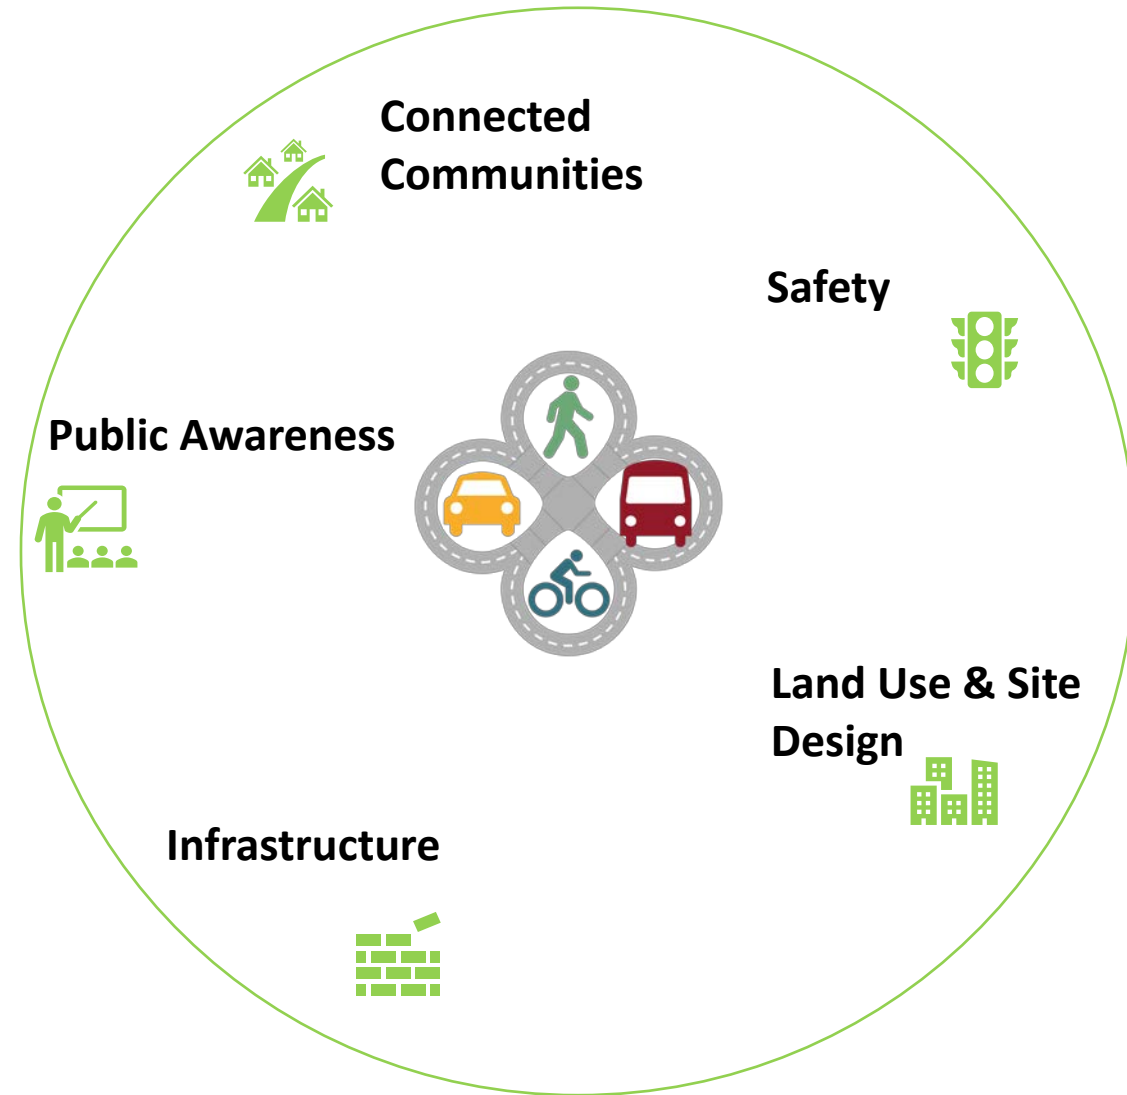 Connected
Communities
Safety
Public Awareness
Land Use & Site
Design
Infrastructure